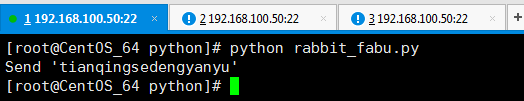 1 192.168.100.50:22
2 192.168.100.50:22
3 192.168.100.50:22
[root@CentOS_64 python]# python rabbit_fabu.py
Send 'tianqingsedengyanyu'
[root@CentOS_64 python]#